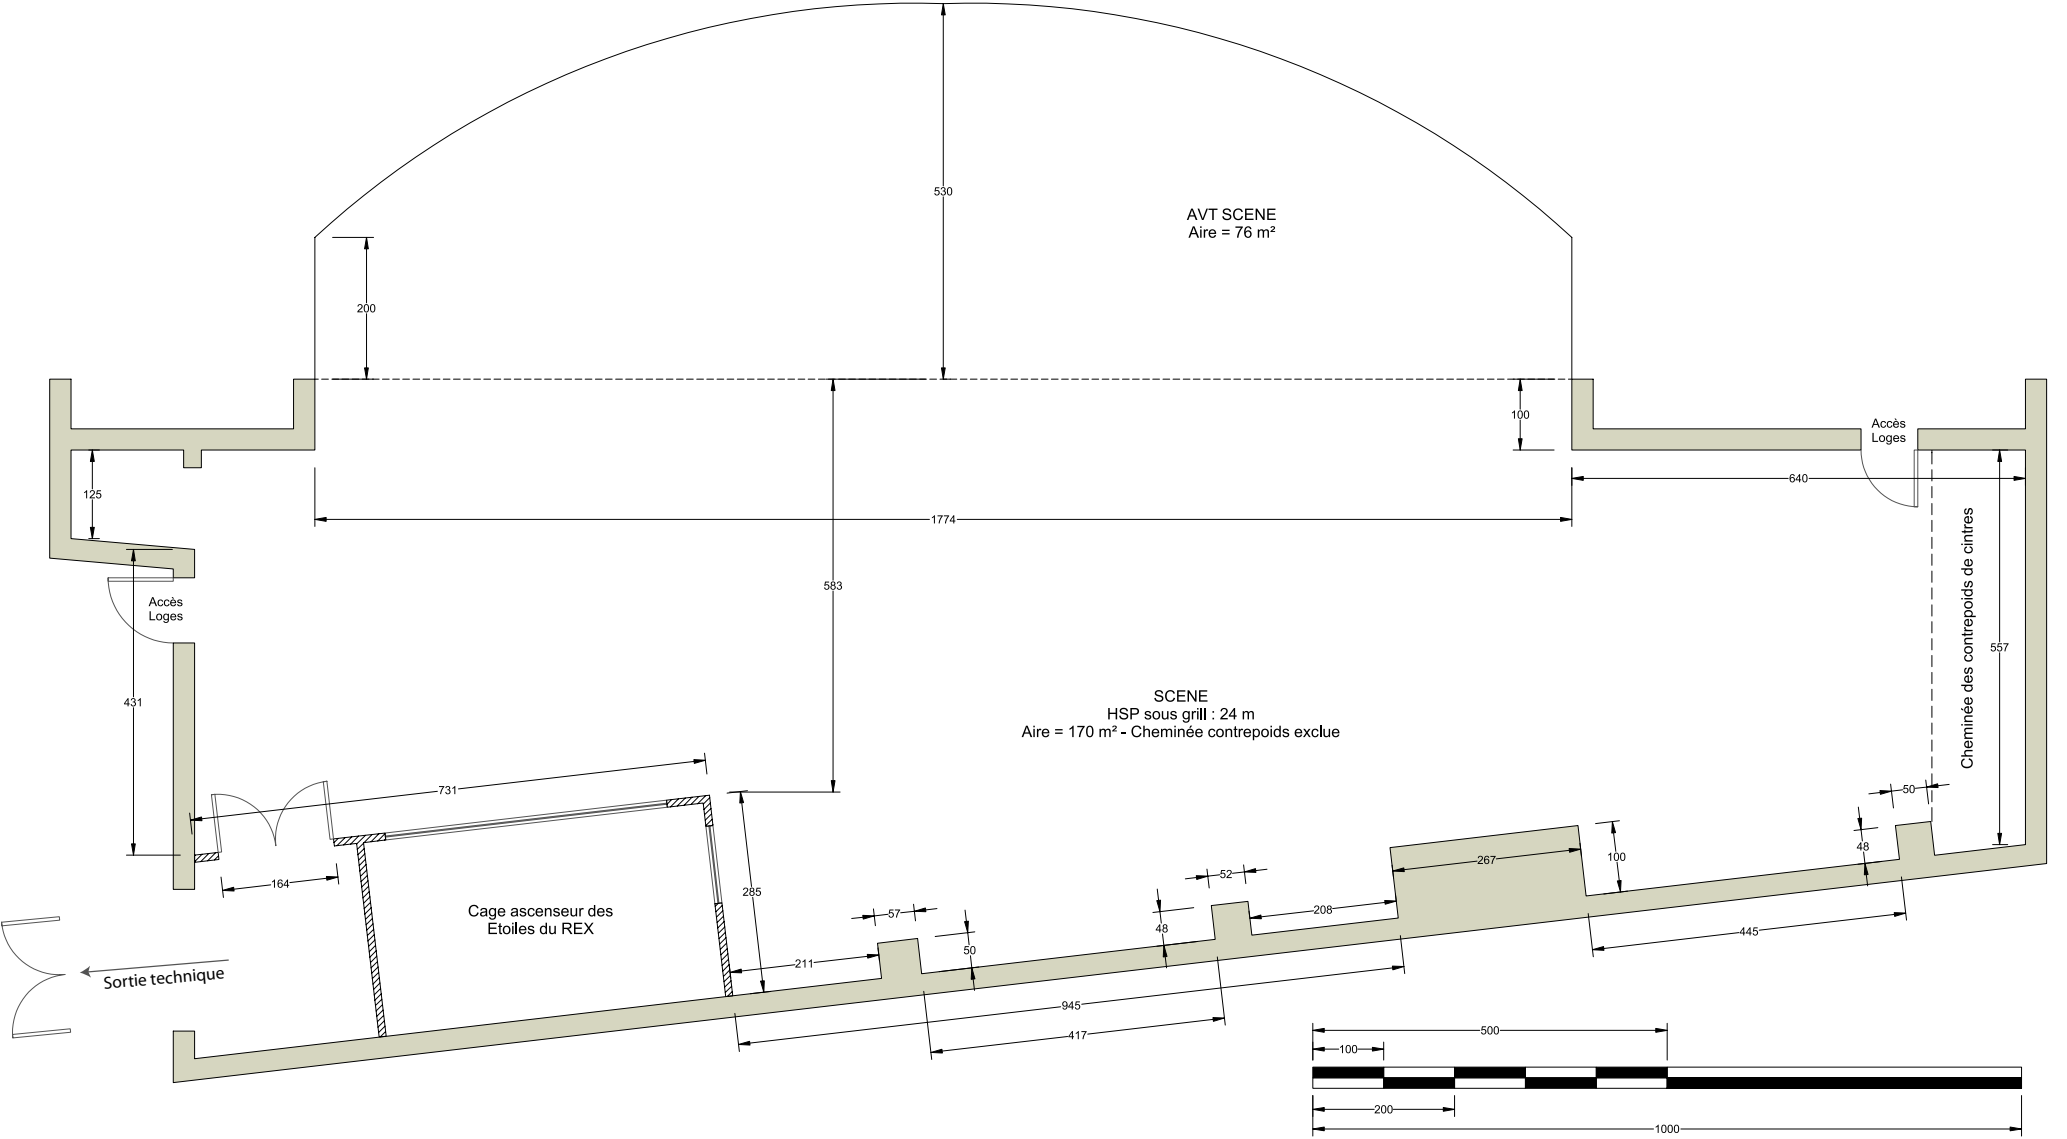 530
AVT SCENE
Aire = 76 m²
200
100
Accès
Loges
125
640
1774
Cheminée des contrepoids de cintres
583
Accès
Loges
557
431
SCENE
HSP sous grill : 24 m
Aire = 170 m² - Cheminée contrepoids exclue
731
50
48
267
100
164
285
52
Cage ascenseur des
Etoiles du REX
57
208
48
50
445
211
Sortie technique
945
417
500
100
200
1000